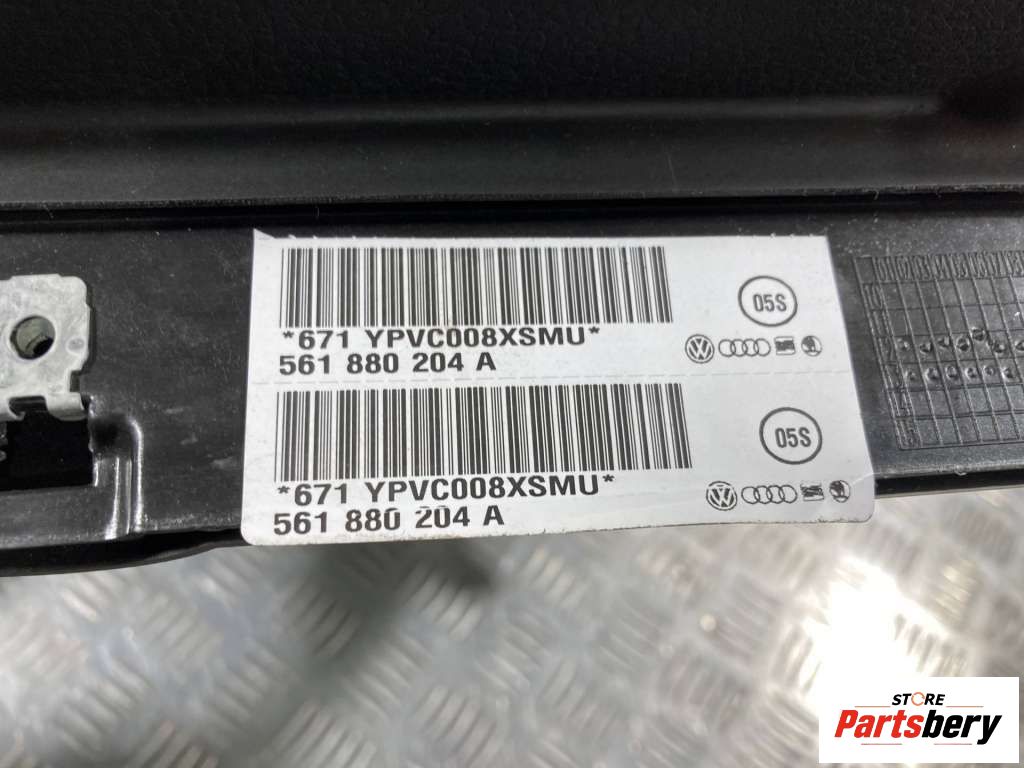 05S
*671 YPVC008XSMU*
561 880 204 A
05S
*671 YPVC008XSMU*
561 880 204 A
STORE
Partsbery